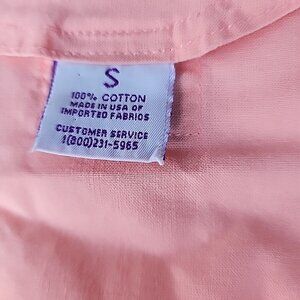 S
100% COTTON
MADE IN USA OF
IMPORTED FABRICS
CUSTOMER SERVICE
1(800)231-5965